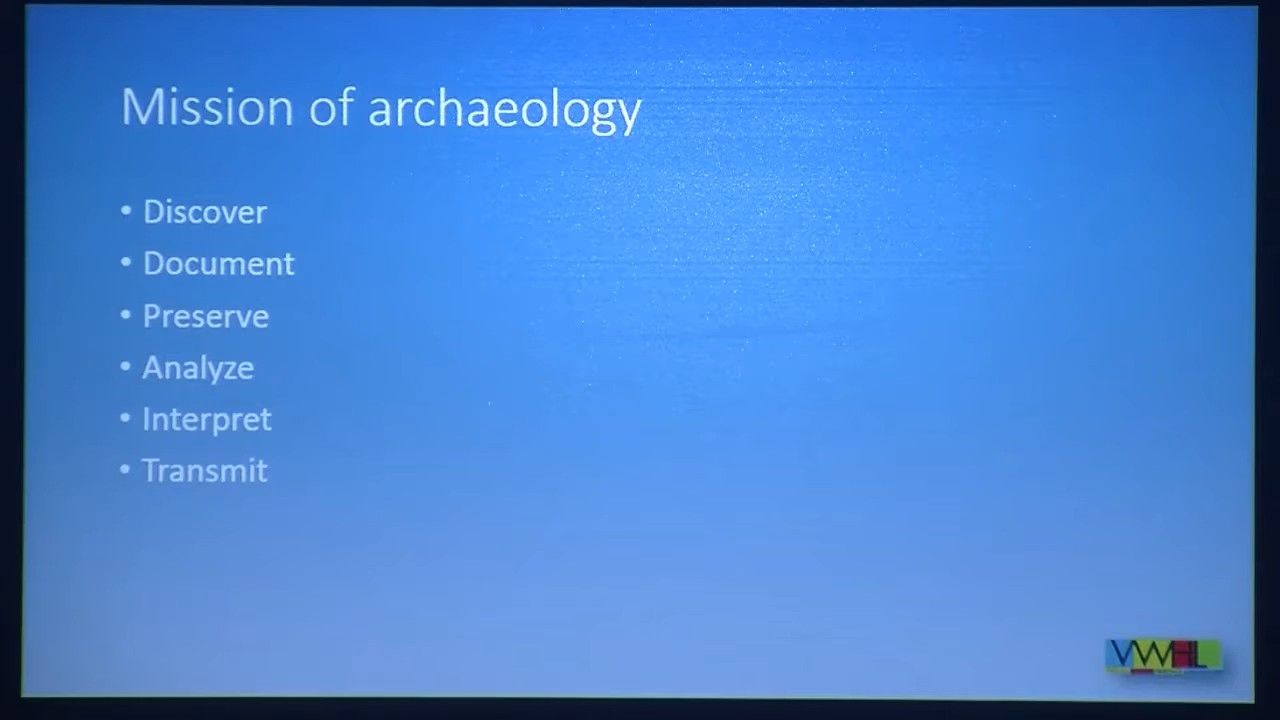 Mission of archaeology
• Discover
• Document
• Preserve
• Analyze
• Interpret
• Transmit
VWHL